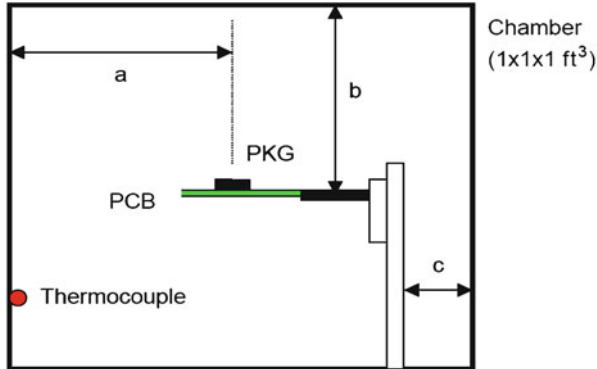 Chamber
(1x1x1 ft³)
a
b
PKG
PCB
c
Thermocouple